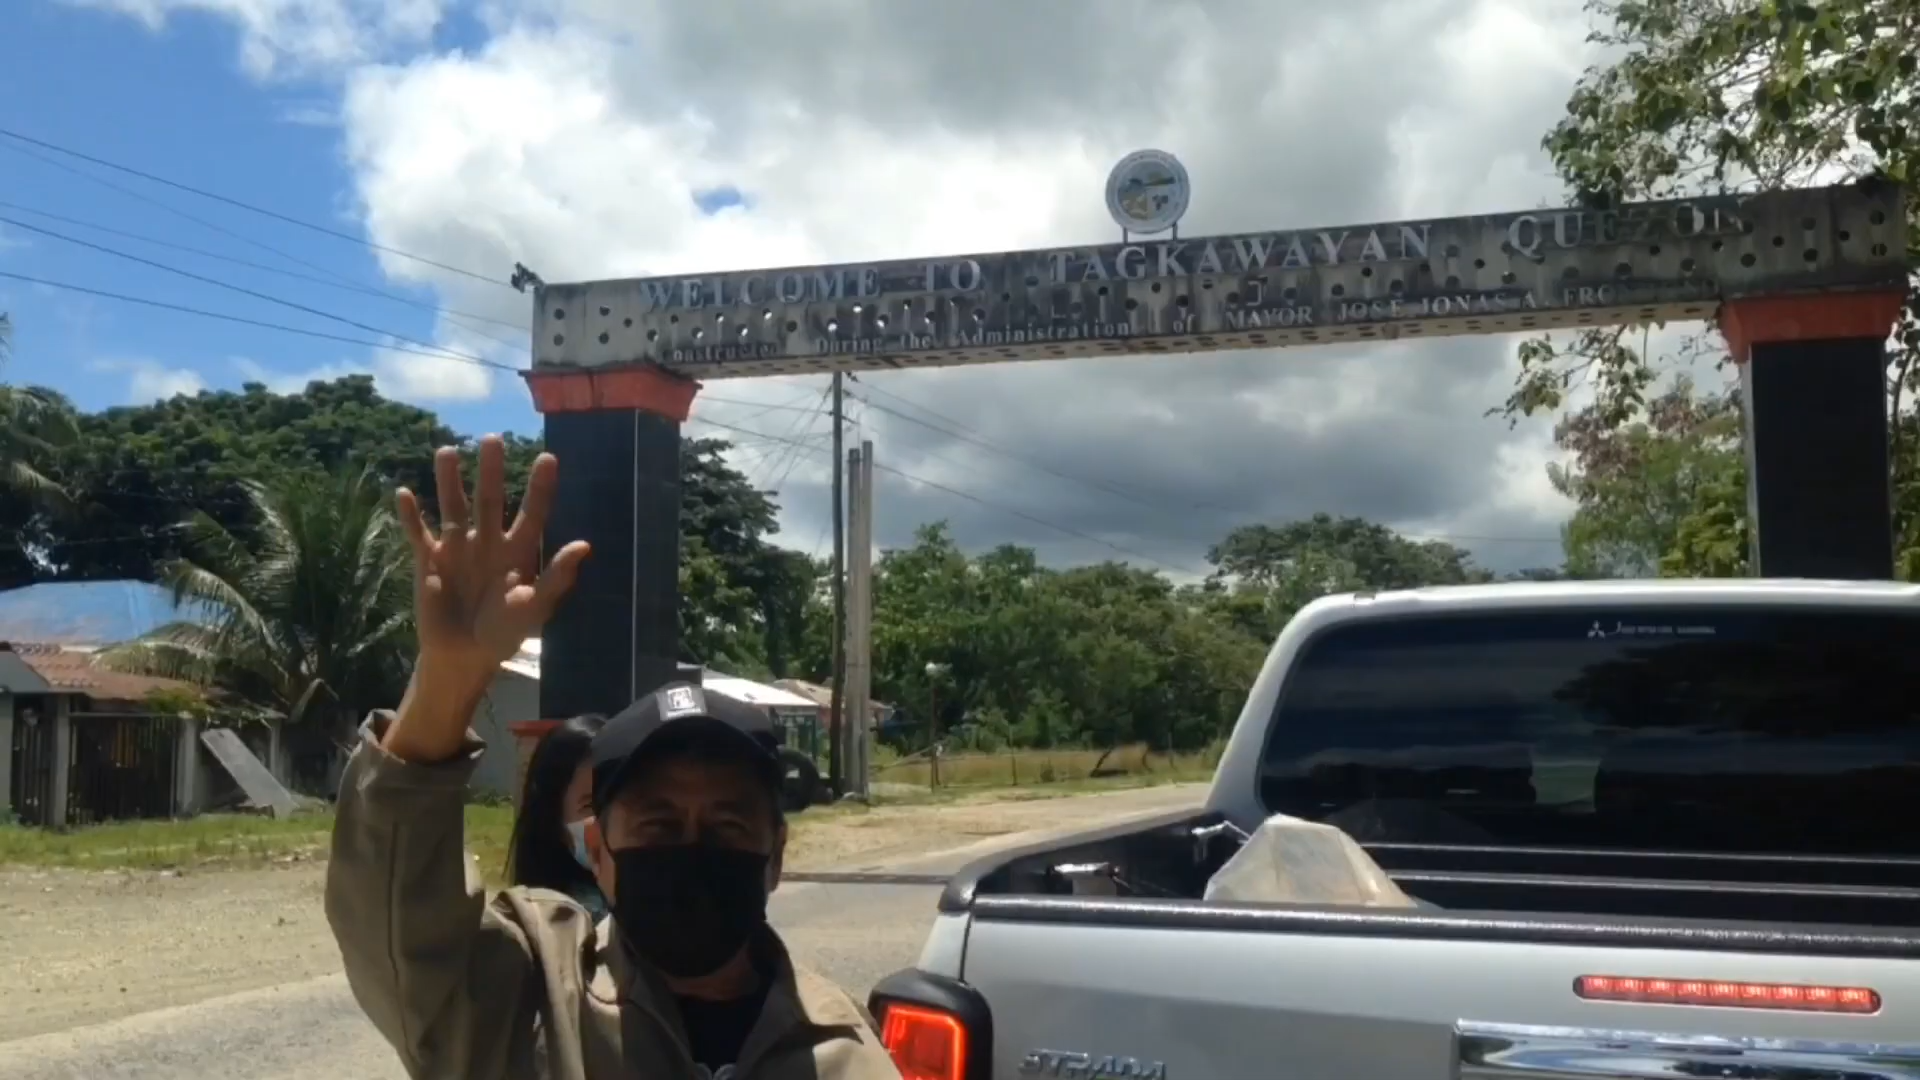 WELCOME TO TAGKAWAYAN QUEZON
Constructed During the Administration of MAYOR JOSE JONAS A. FRO
STRADA